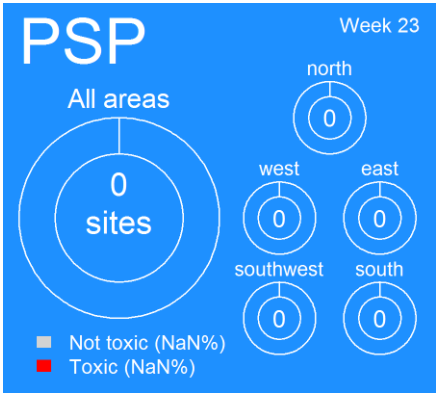 PSP
Week 23
All areas
0
sites
north
0
west
0
east
0
southwest
0
south
0
Not toxic (NaN%)
Toxic (NaN%)